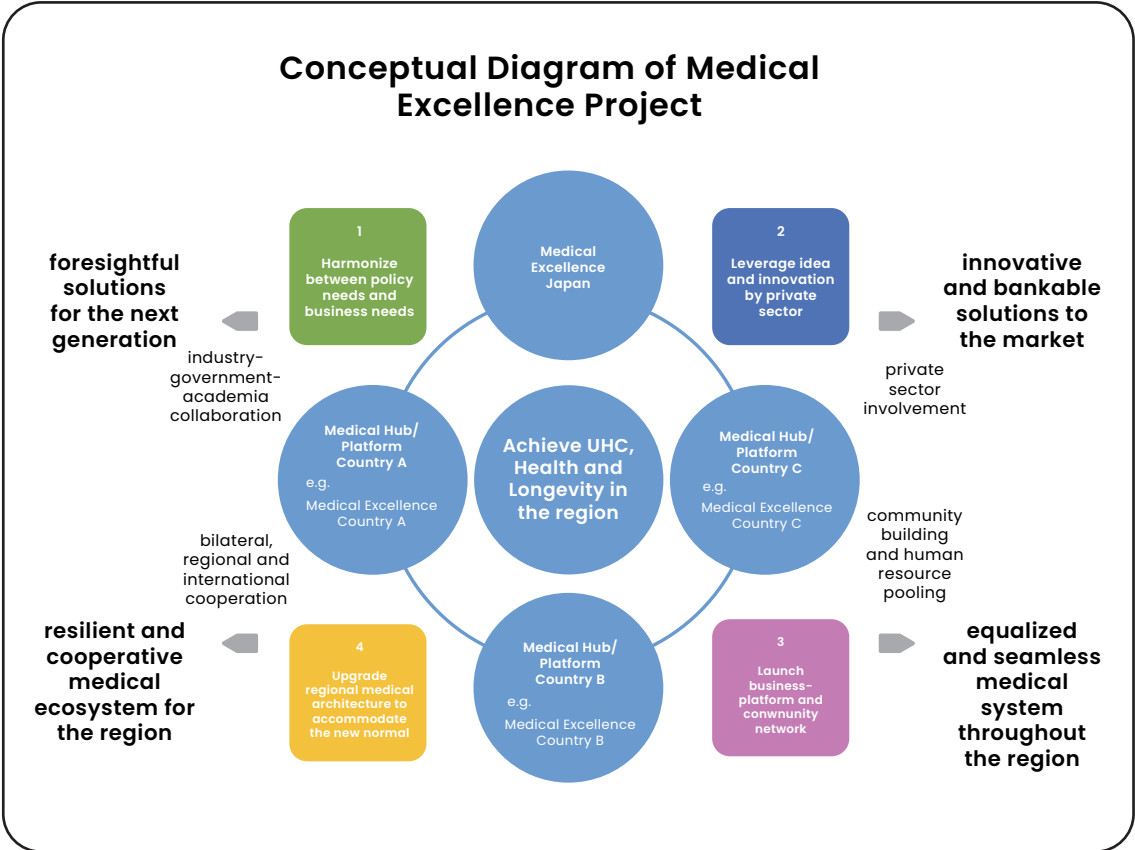 Conceptual Diagram of Medical
Excellence Project
foresightful
solutions
for the next
generation
industry-
government-
academia
collaboration
1
Harmonize
between policy
needs and
business needs
Medical
Excellence
Japan
2
Leverage idea
and innovation
by private
sector
innovative
and bankable
solutions to
the market
private
sector
involvement
Medical Hub/
Platform
Country A
e.g.
Medical Excellence
Country A
Achieve UHC,
Health and
Longevity in
the region
Medical Hub/
Platform
Country C
e.g.
Medical Excellence
Country C
bilateral,
regional and
international
cooperation
resilient and
cooperative
medical
ecosystem for
the region
4
Upgrade
regional medical
architecture to
accommodate
the new normal
Medical Hub/
Platform
Country B
e.g.
Medical Excellence
Country B
3
Launch
business-
platform and
conwnunity
network
community
building
and human
resource
pooling
equalized
and seamless
medical
system
throughout
the region